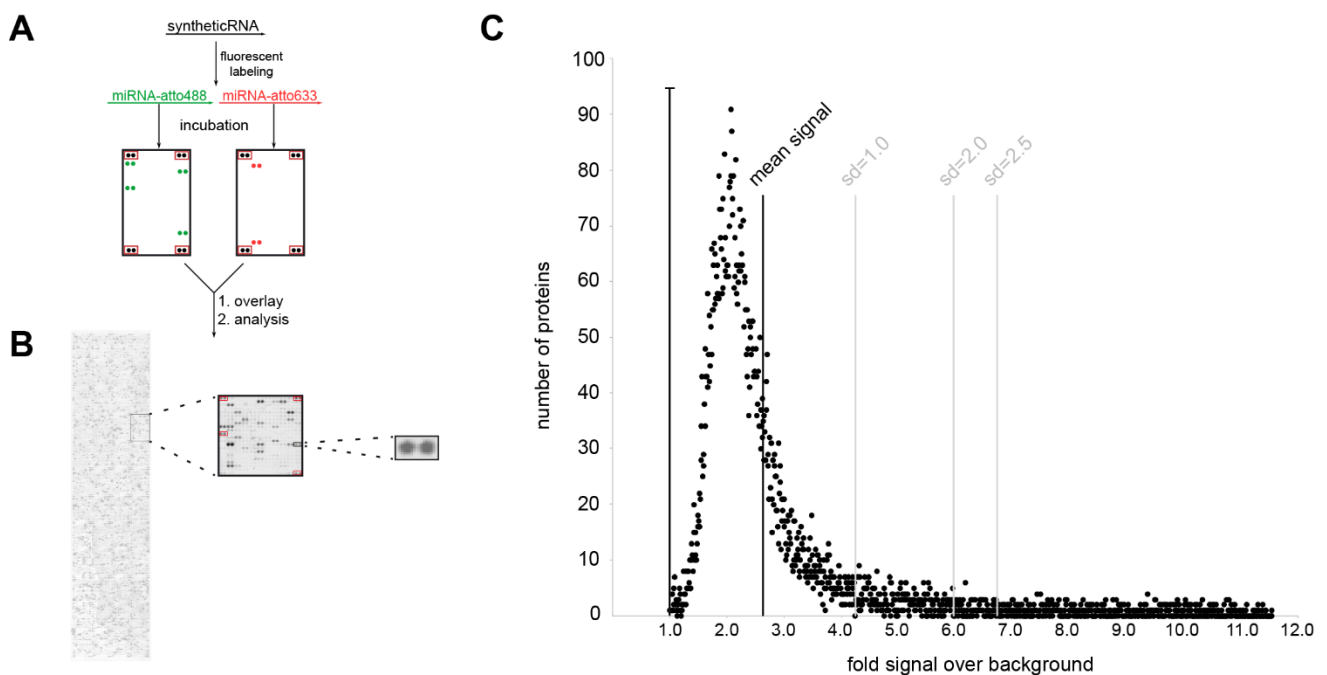 A
syntheticRNA
fluorescent
labeling
miRNA-atto488 miRNA-atto633
incubation
1. overlay
2. analysis
B
C
100
90
80
70
60
50
40
30
20
10
0
number of proteins
mean signal
sd=1.0
sd=2.0
sd=2.5
1.0 2.0 3.0 4.0 5.0 6.0 7.0 8.0 9.0 10.0 11.0 12.0
fold signal over background